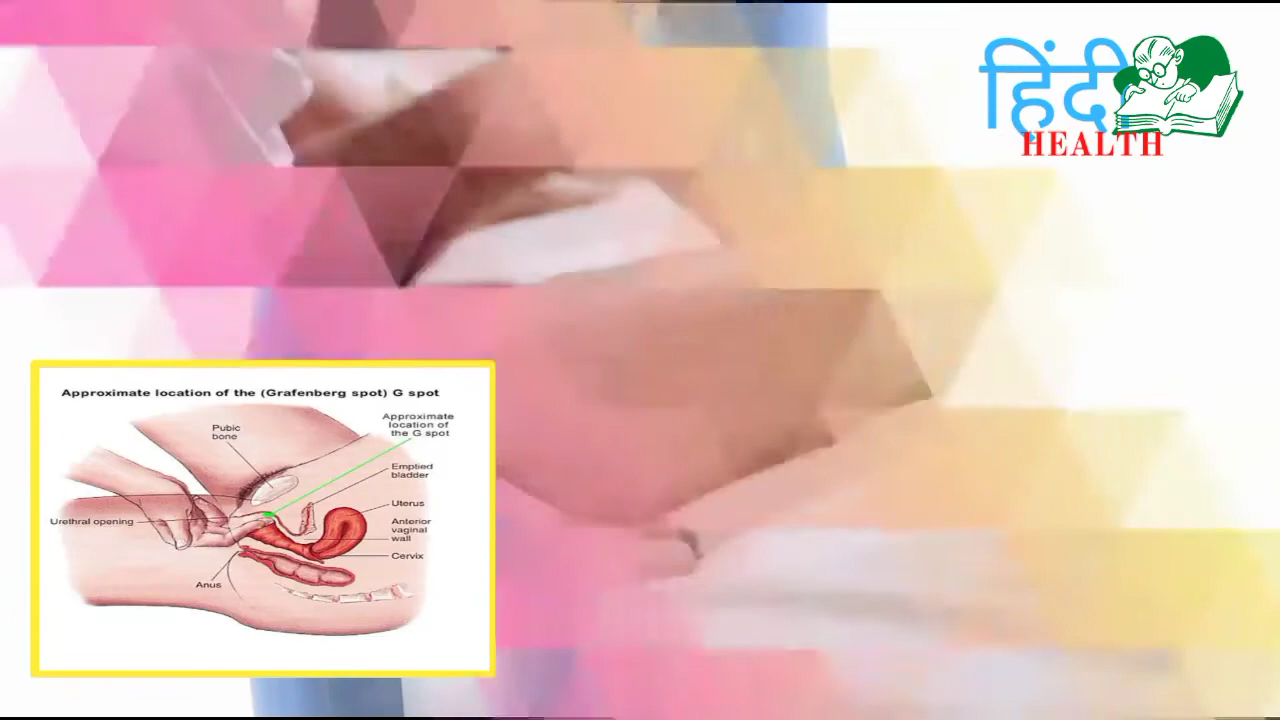 हिंदी
HEALTH
Approximate location of the (Grafenberg spot) G spot
Approximate
location of
the G spot
Pubic
bone
Emptied
bladder
Uterus
Urethral opening
Anterior
vaginal
wall
Cervix
Anus